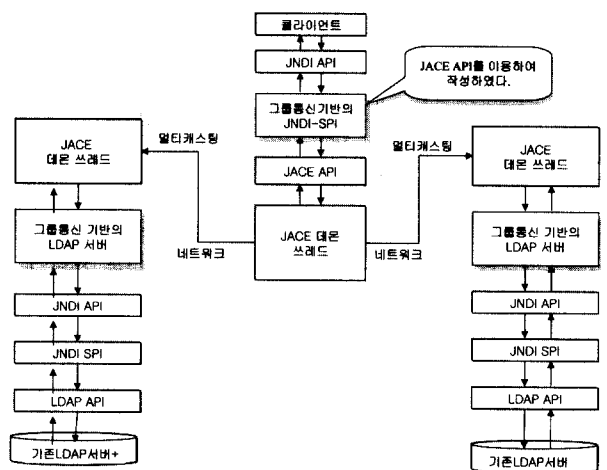 클라이언트
JNDI API
JACE API를 이용하여
작성하였다.
그룹통신기반의
JNDI-SPI
멀티캐스팅
멀티캐스팅
JACE
데몬 쓰레드
JACE API
JACE
데몬 쓰레드
그룹통신 기반의
LDAP 서버
JACE 데몬
쓰레드
그룹통신 기반의
LDAP 서버
네트워크
네트워크
JNDI API
JNDI API
JNDI SPI
JNDI SPI
LDAP API
LDAP API
기존LDAP서버+
기존LDAP서버